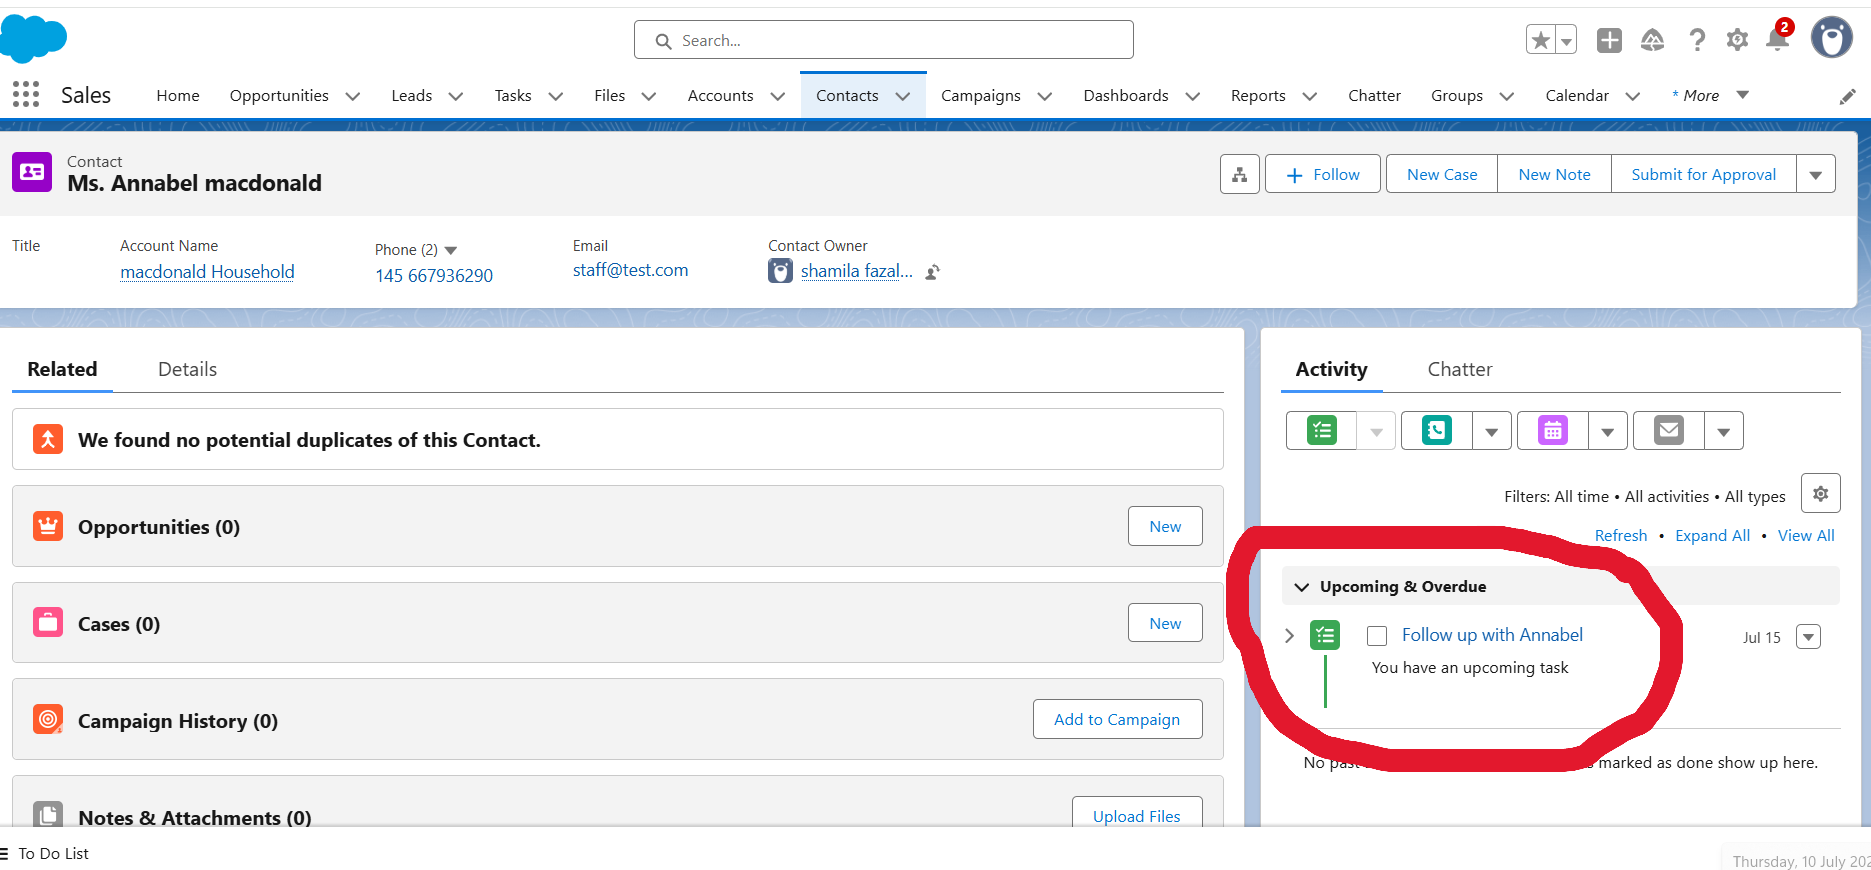 Search...
2
Sales
Home
Opportunities
Leads
Tasks
Files
Accounts
Contacts
Campaigns
Dashboards
Reports
Chatter
Groups
Calendar
* More
Contact
Ms. Annabel macdonald
Follow
New Case
New Note
Submit for Approval
Title
Account Name
macdonald Household
Phone (2)
145 667936290
Email
staff@test.com
Contact Owner
shamila fazal...
Related
Details
We found no potential duplicates of this Contact.
Opportunities (0)
New
Cases (0)
New
Campaign History (0)
Add to Campaign
Notes & Attachments (0)
Upload Files
Activity
Chatter
Filters: All time • All activities • All types
Refresh • Expand All • View All
Upcoming & Overdue
Follow up with Annabel
Jul 15
You have an upcoming task
No past marked as done show up here.
To Do List
Thursday, 10 July 202